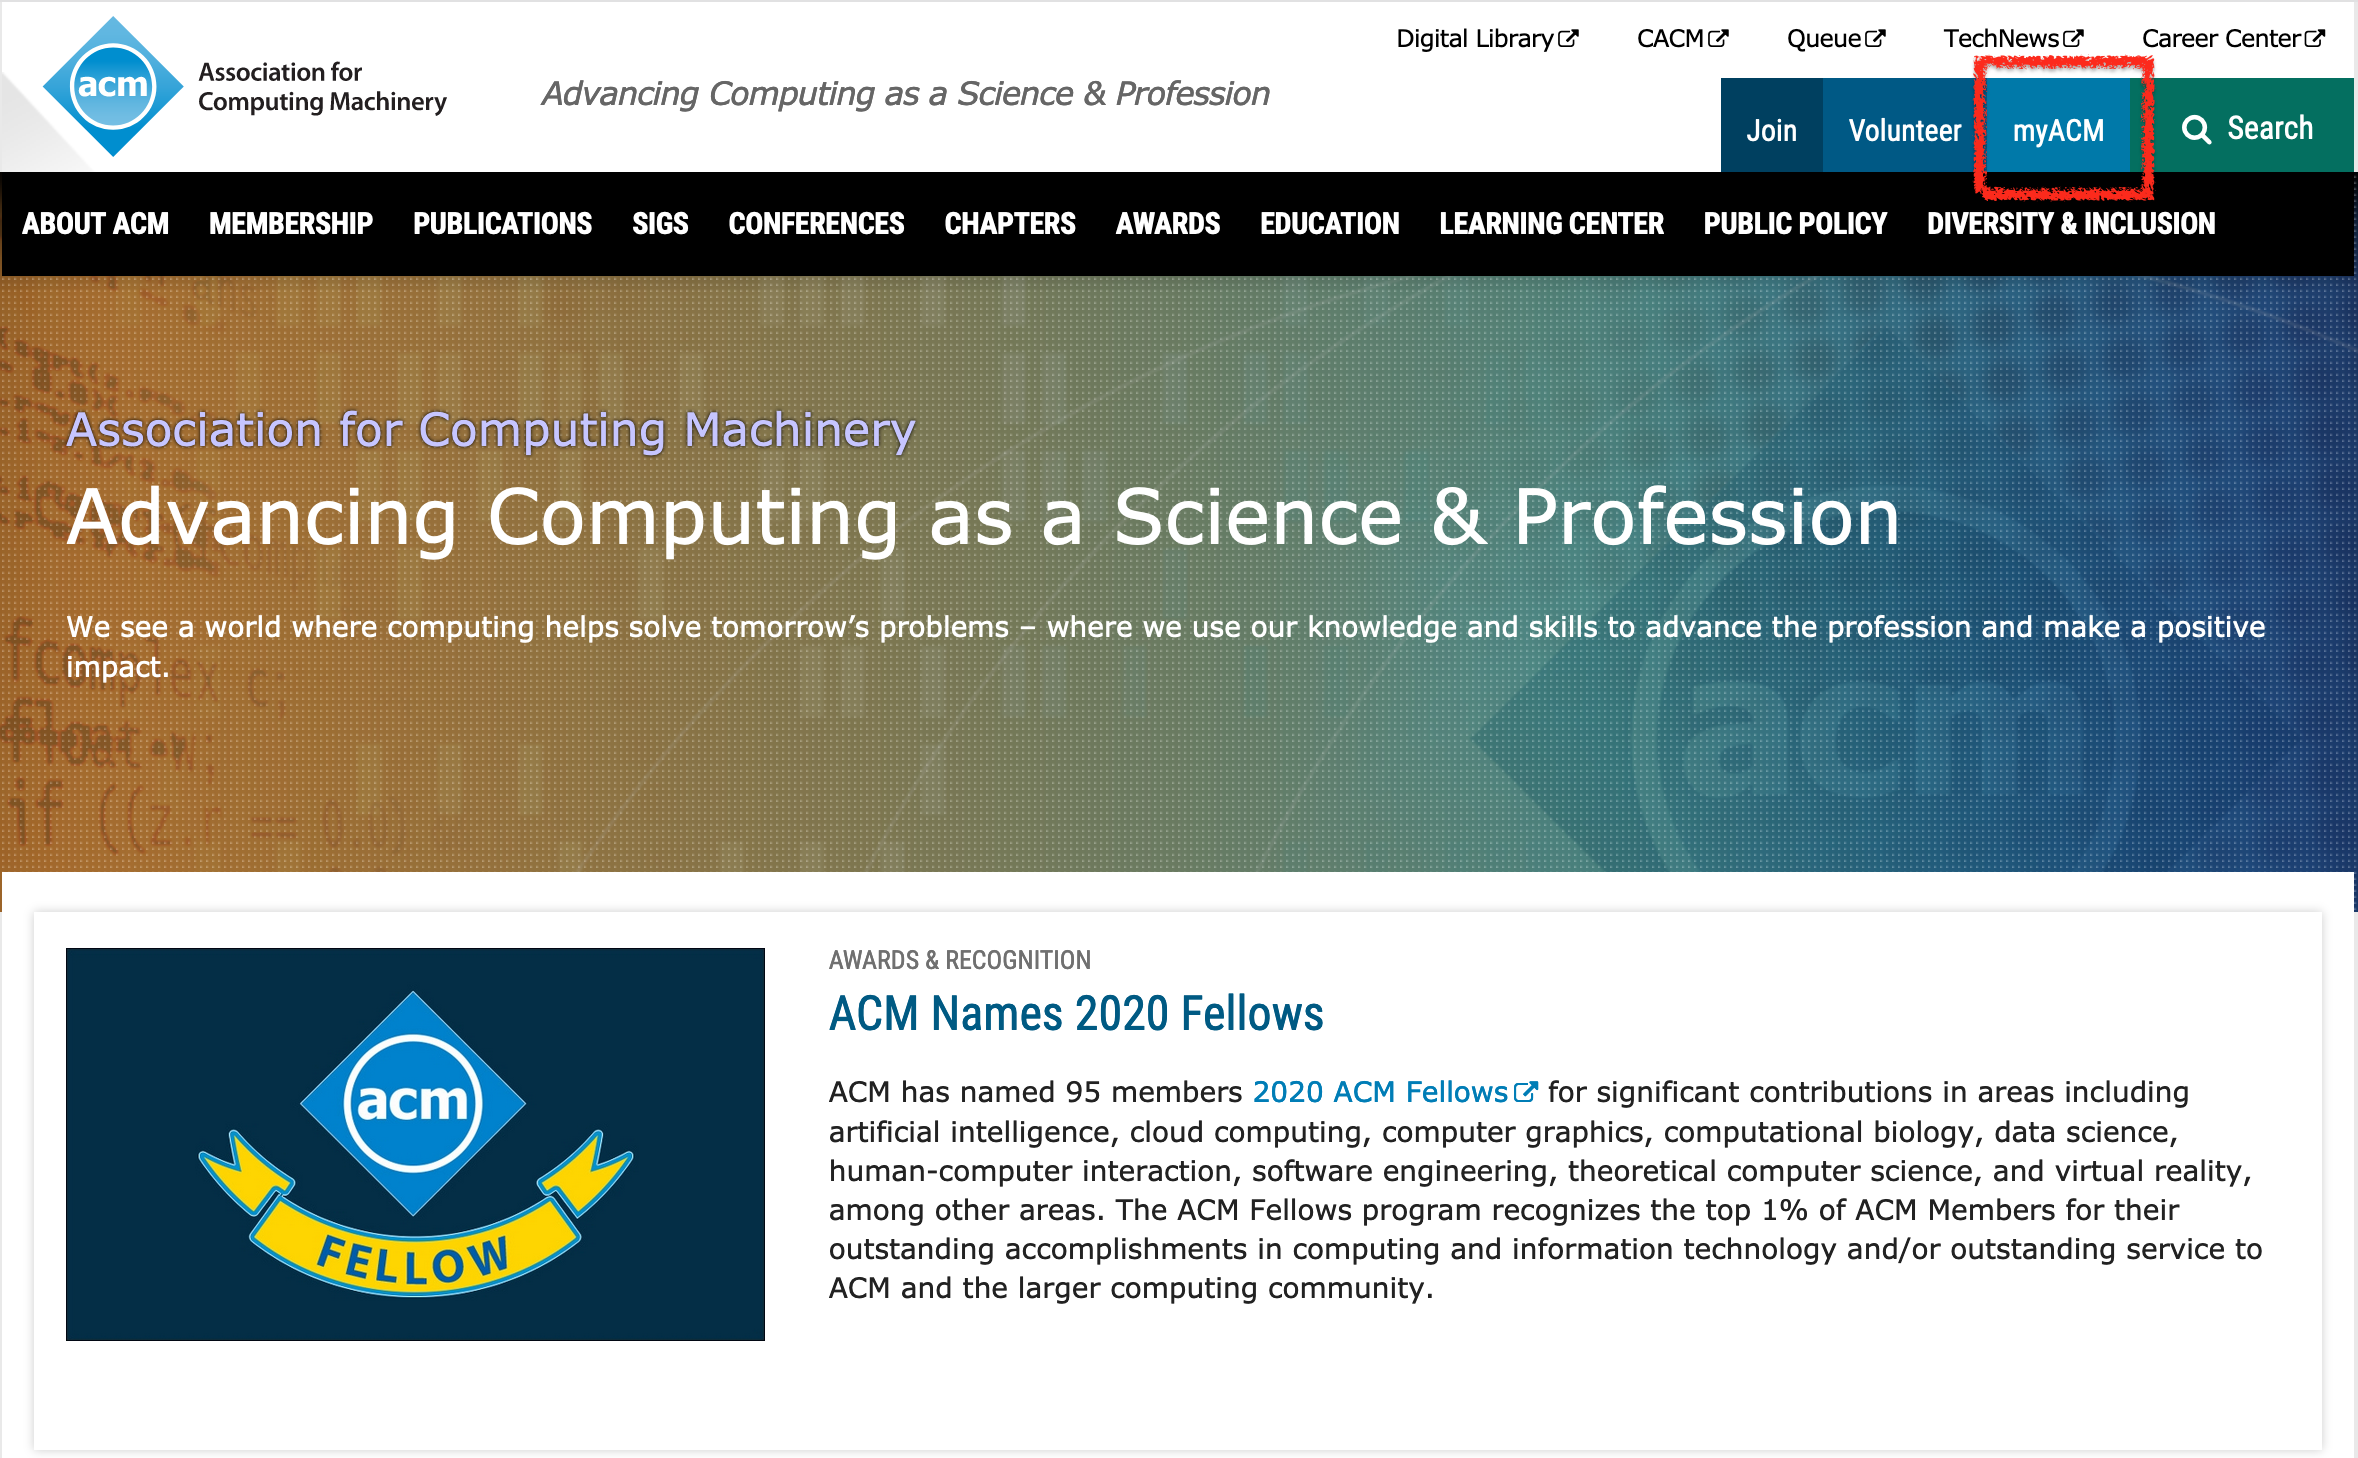 Digital Library CACM Queue TechNews Career Center
acm
Association for
Computing Machinery
Advancing Computing as a Science & Profession
Join Volunteer myACM Search
ABOUT ACM MEMBERSHIP PUBLICATIONS SIGS CONFERENCES CHAPTERS AWARDS EDUCATION LEARNING CENTER PUBLIC POLICY DIVERSITY & INCLUSION
Association for Computing Machinery
Advancing Computing as a Science & Profession
We see a world where computing helps solve tomorrow’s problems – where we use our knowledge and skills to advance the profession and make a positive
impact.
fcomplex c;
if ((z.r == 0.0)
acm
acm
FELLOW
AWARDS & RECOGNITION
ACM Names 2020 Fellows
ACM has named 95 members 2020 ACM Fellows for significant contributions in areas including
artificial intelligence, cloud computing, computer graphics, computational biology, data science,
human-computer interaction, software engineering, theoretical computer science, and virtual reality,
among other areas. The ACM Fellows program recognizes the top 1% of ACM Members for their
outstanding accomplishments in computing and information technology and/or outstanding service to
ACM and the larger computing community.